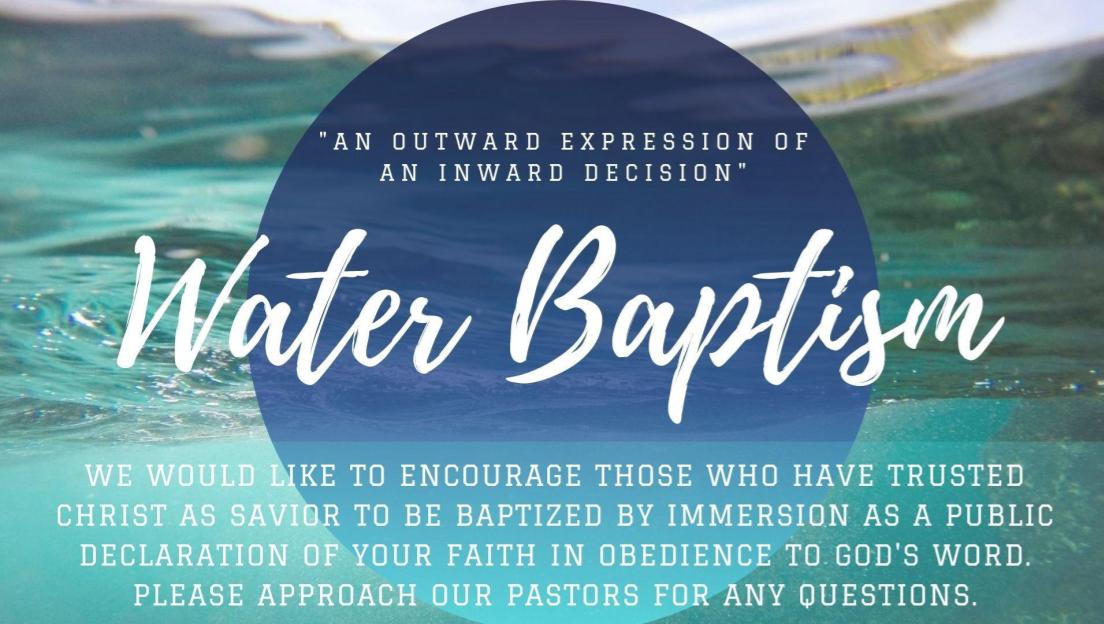 "AN OUTWARD EXPRESSION OF
AN INWARD DECISION"
Water Baptism
WE WOULD LIKE TO ENCOURAGE THOSE WHO HAVE TRUSTED
CHRIST AS SAVIOR TO BE BAPTIZED BY IMMERSION AS A PUBLIC
DECLARATION OF YOUR FAITH IN OBEDIENCE TO GOD'S WORD.
PLEASE APPROACH OUR PASTORS FOR ANY QUESTIONS.